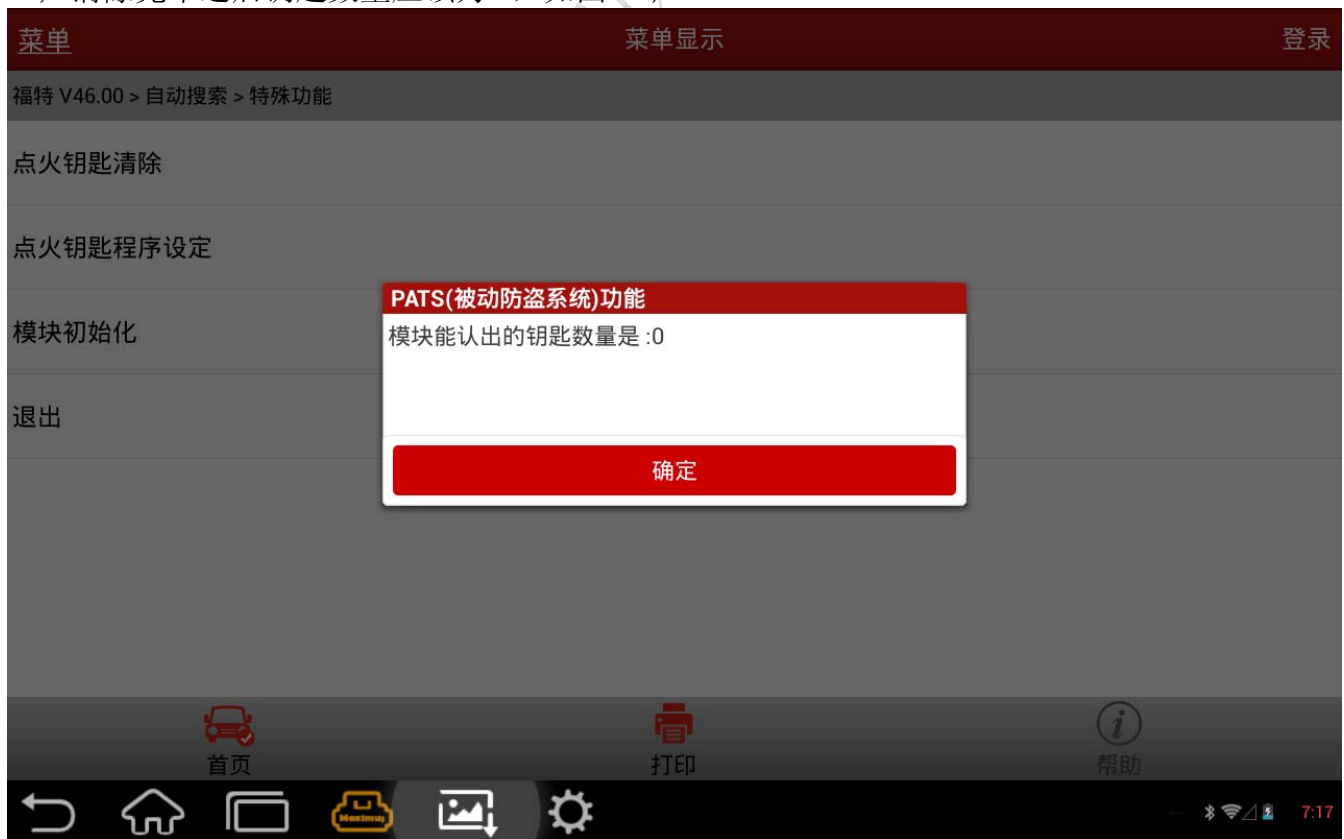 菜单
菜单显示
登录
福特 V46.00 > 自动搜索 > 特殊功能
点火钥匙清除
点火钥匙程序设定
模块初始化
退出
PATS(被动防盗系统)功能
模块能认出的钥匙数量是 :0
确定
首页
打印
帮助
7:17